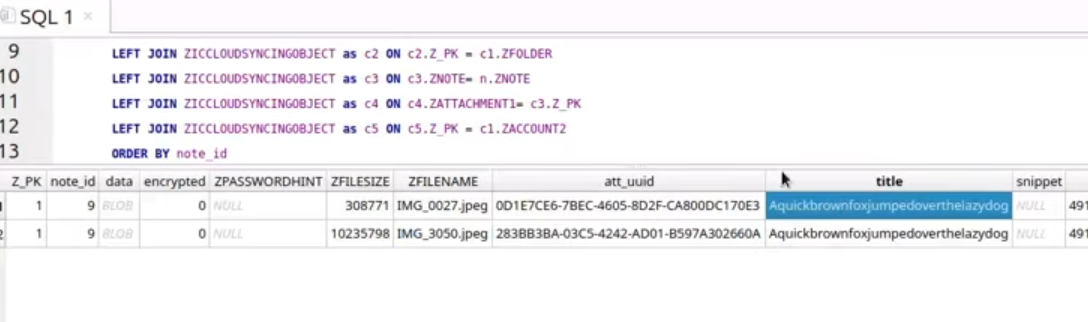 SQL 1 ×
9 LEFT JOIN ZICCLOUDSYNCINGOBJECT as c2 ON c2.Z_PK = c1.ZFOLDER
10 LEFT JOIN ZICCLOUDSYNCINGOBJECT as c3 ON c3.ZNOTE= n.ZNOTE
11 LEFT JOIN ZICCLOUDSYNCINGOBJECT as c4 ON c4.ZATTACHMENT1= c3.Z_PK
12 LEFT JOIN ZICCLOUDSYNCINGOBJECT as c5 ON c5.Z_PK = c1.ZACCOUNT2
13 ORDER BY note_id
Z_PK note_id data encrypted ZPASSWORDHINT ZFILESIZE ZFILENAME att_uuid title snippet
1 1 9 BLOB 0 NULL 308771 IMG_0027.jpeg 0D1E7CE6-7BEC-4605-8D2F-CA800DC170E3 Aquickbrownfoxjumpedoverthelazydog NULL 491
2 1 9 BLOB 0 NULL 10235798 IMG_3050.jpeg 283BB3BA-03C5-4242-AD01-B597A302660A Aquickbrownfoxjumpedoverthelazydog NULL 491